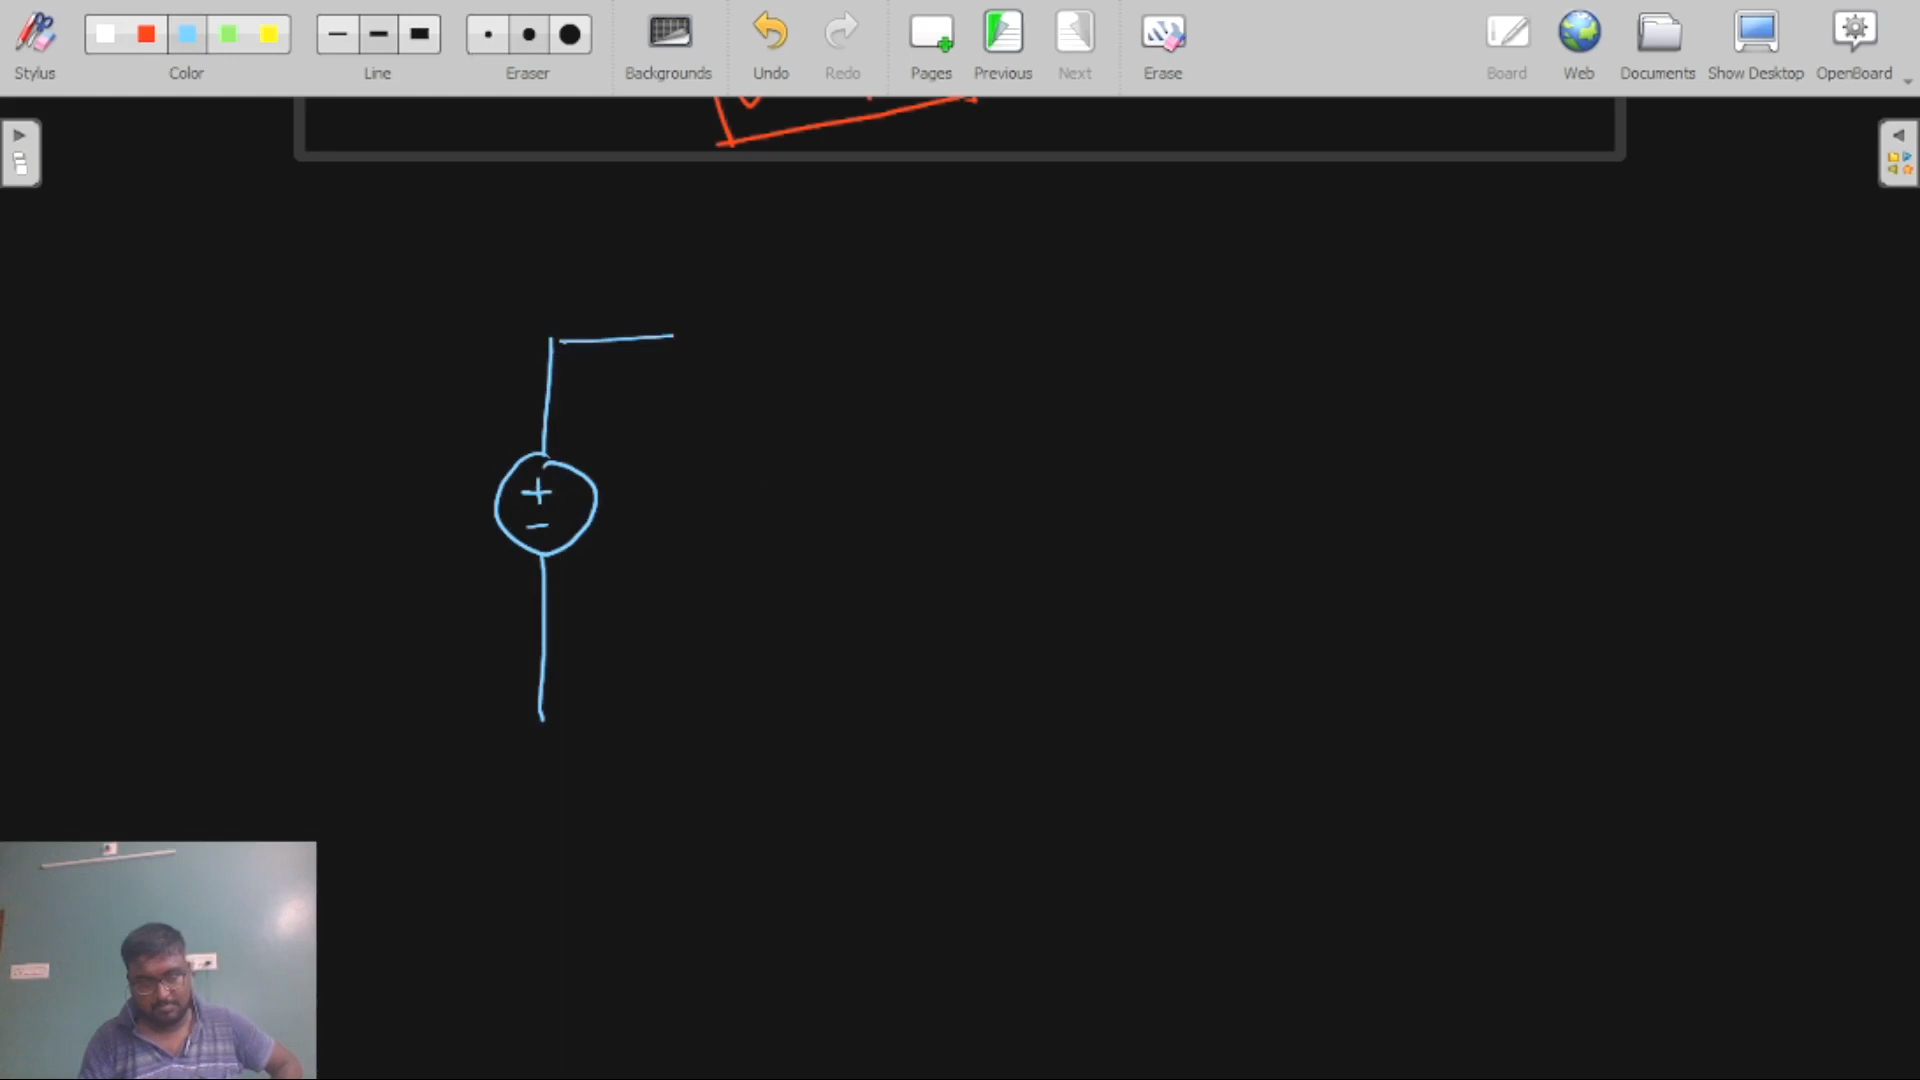 Stylus
Color
Line
Eraser
Backgrounds
Undo
Redo
Pages
Previous
Next
Erase
Board
Web
Documents
Show Desktop
OpenBoard
+
-